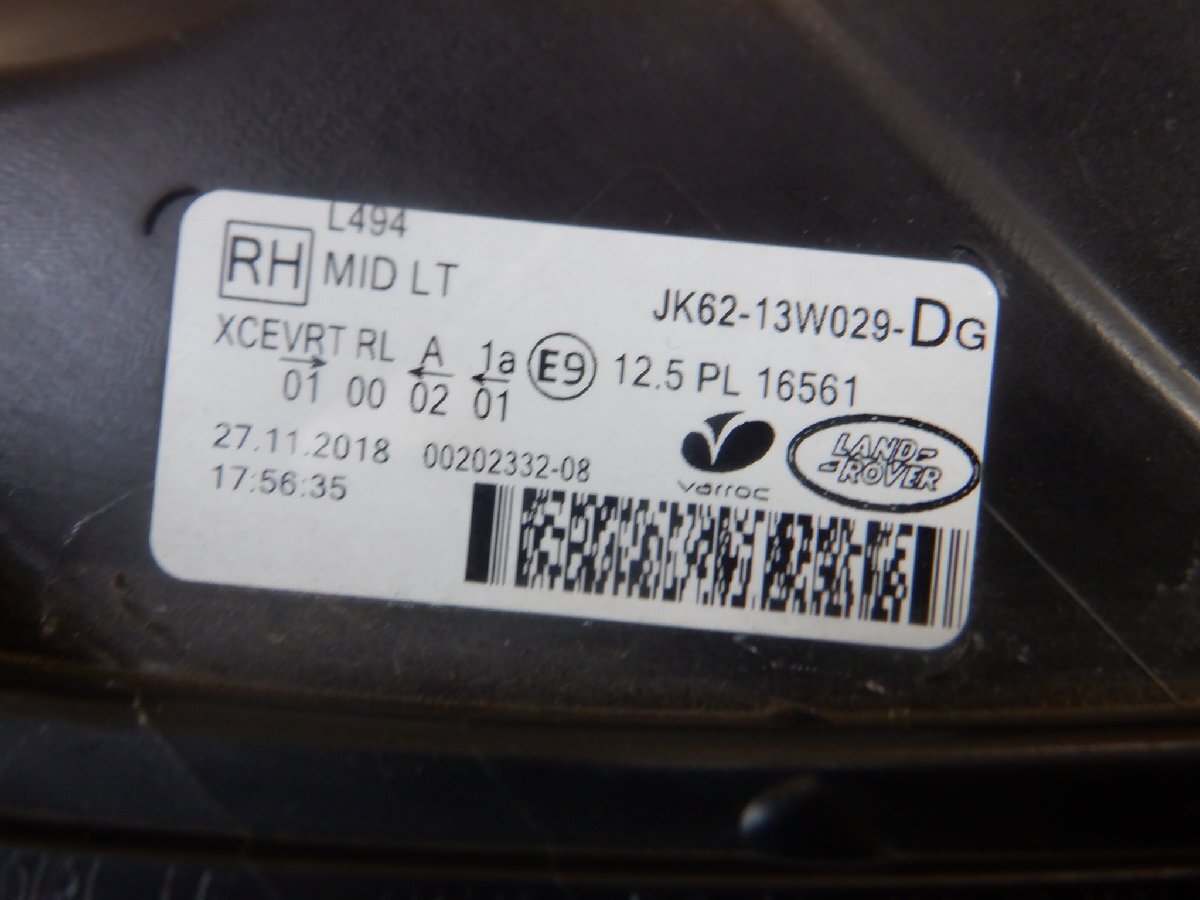 L494
RH MID LT
JK62-13W029-DG
XCEVRT RL A 1a E9 12.5 PL 16561
01 00 02 01
27.11.2018 00202332-08
17:56:35
varroc
LAND-
-ROVER